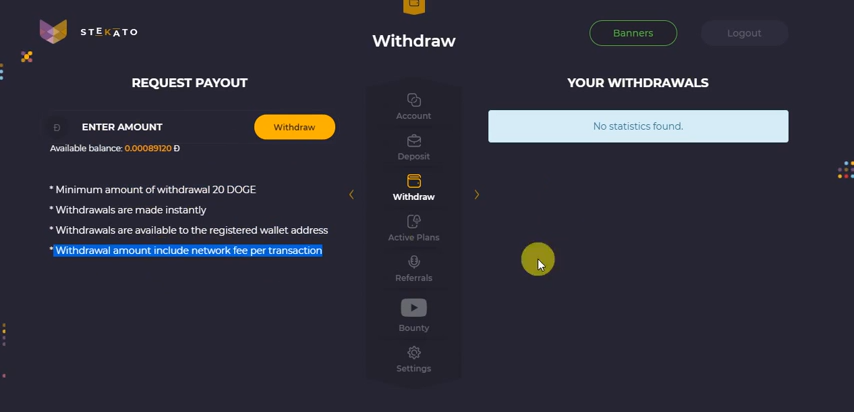 STEKATO
Withdraw
Banners
Logout
REQUEST PAYOUT
Ð
ENTER AMOUNT
Withdraw
Available balance: 0.00089120 Ð
* Minimum amount of withdrawal 20 DOGE
* Withdrawals are made instantly
* Withdrawals are available to the registered wallet address
* Withdrawal amount include network fee per transaction
Account
Deposit
Withdraw
Active Plans
Referrals
Bounty
Settings
YOUR WITHDRAWALS
No statistics found.